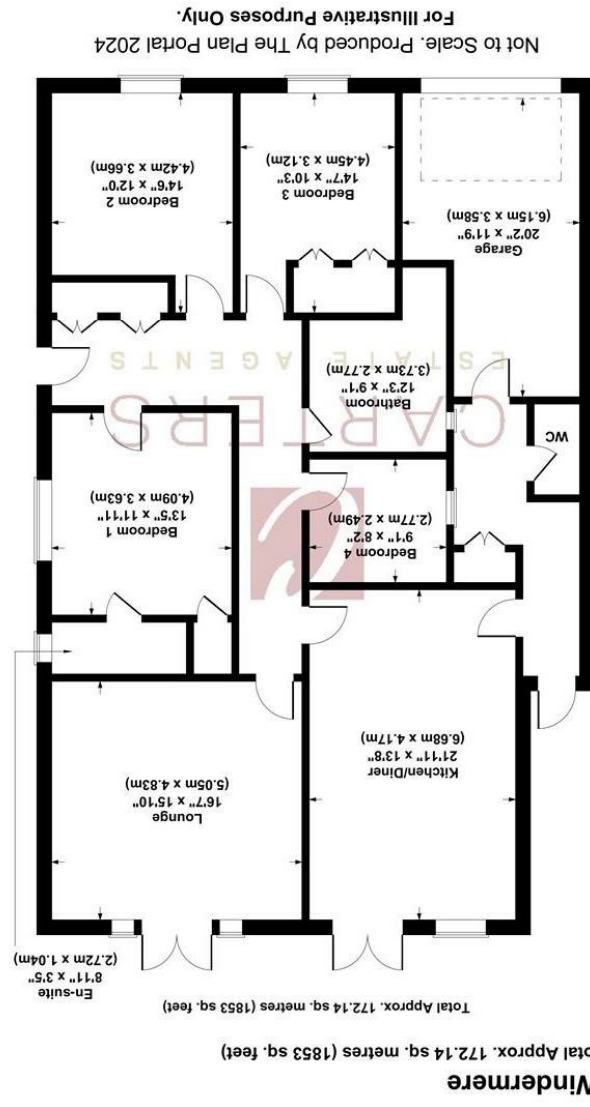 Windermere
Total Approx. 172.14 sq. metres (1853 sq. feet)
Total Approx. 172.14 sq. metres (1853 sq. feet)
En-suite
8'11" x 3'5"
(2.72m x 1.04m)
Kitchen/Diner
21'11" x 13'8
(6.68m x 4.17m)
Lounge
16'7" x 15'10"
(5.05m x 4.83m)
Bedroom 4
9'1" x 8'2"
(2.77m x 2.49m)
Bedroom 1
13'5" x 11'11"
(4.09m x 3.63m)
WC
CARTERS
ESTATE AGENTS
Bathroom
12'3" x 9'1"
(3.73m x 2.77m)
Garage
20'2" x 11'9"
(6.15m x 3.58m)
Bedroom 3
14'7" x 10'3"
(4.45m x 3.12m)
Bedroom 2
14'6" x 12'0"
(4.42m x 3.66m)
Not to Scale. Produced by The Plan Portal 2024
For Illustrative Purposes Only.